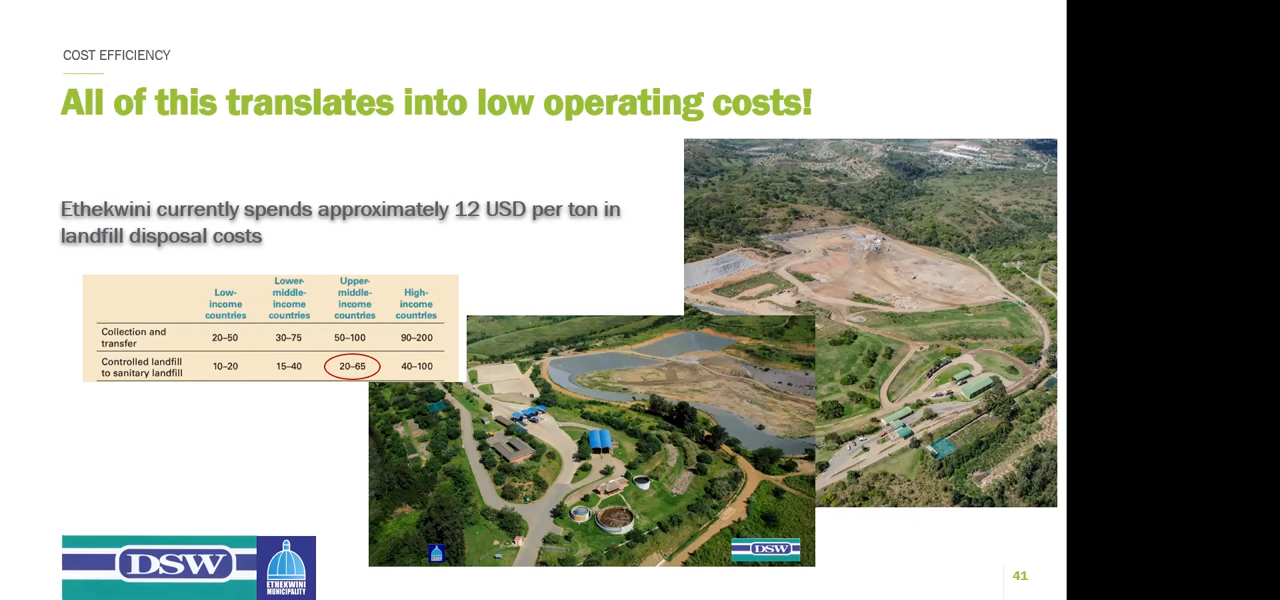 COST EFFICIENCY
All of this translates into low operating costs!
Ethekwini currently spends approximately 12 USD per ton in
landfill disposal costs
Low-income countries Lower-middle-income countries Upper-middle-income countries High-income countries
Collection and transfer 20–50 30–75 50–100 90–200
Controlled landfill to sanitary landfill 10–20 15–40 20–65 40–100
DSW
ETHEKWINI
MUNICIPALITY
DSW
41